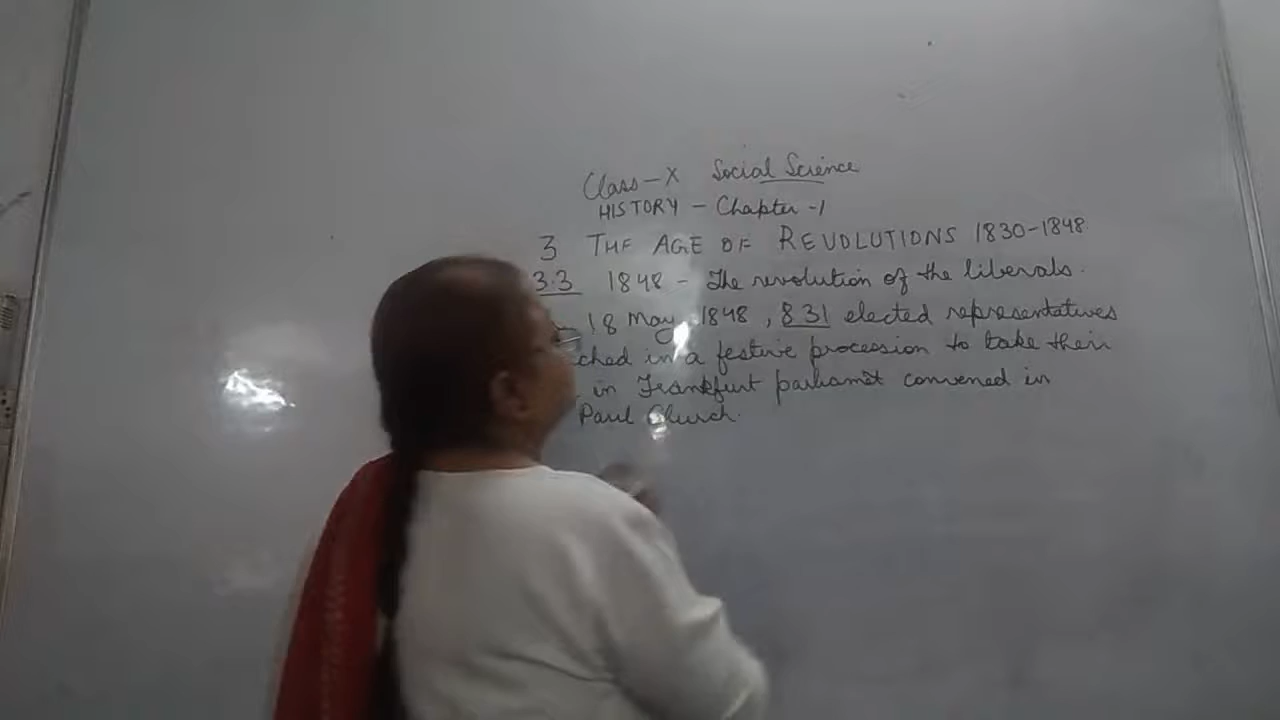 Class-X Social Science
HISTORY - Chapter -1
3 THE AGE OF REVOLUTIONS 1830-1848
3.3 1848 - The revolution of the liberals.
18 May 1848, 831 elected representatives
ched in a festive procession to take their
in Frankfurt parliament convened in
Paul Church.